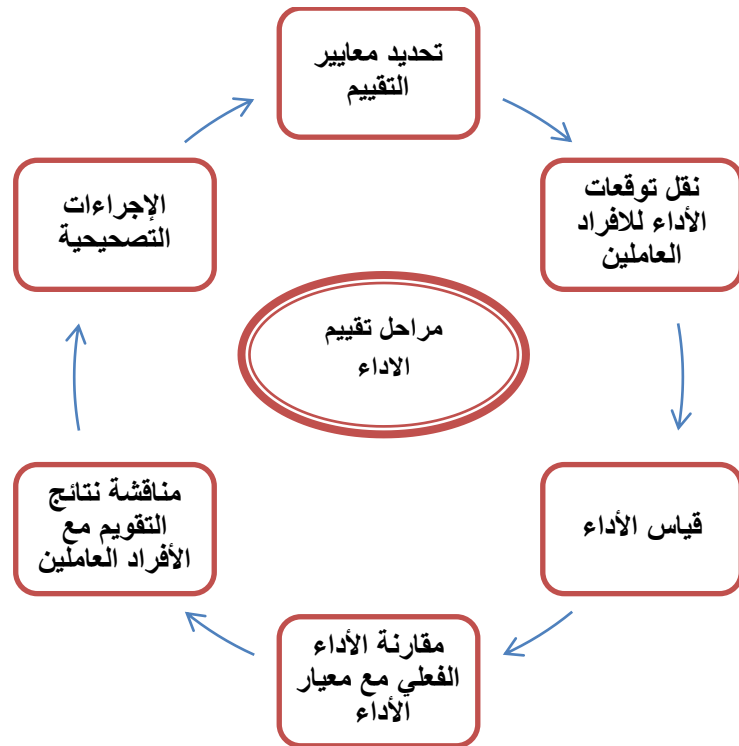 تحديد معايير
التقييم
نقل توقعات
الأداء للافراد
العاملين
قياس الأداء
مقارنة الأداء
الفعلي مع معيار
الأداء
مناقشة نتائج
التقويم مع
الأفراد العاملين
الإجراءات
التصحيحية
مراحل تقييم
الاداء